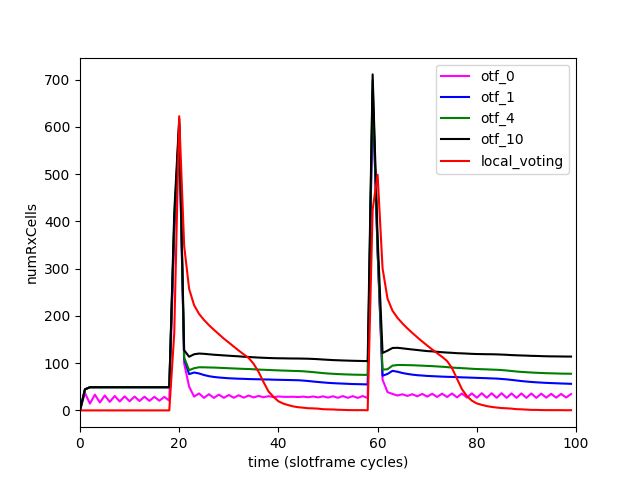 otf_0
otf_1
otf_4
otf_10
local_voting
numRxCells
700
600
500
400
300
200
100
0
0 20 40 60 80 100
time (slotframe cycles)